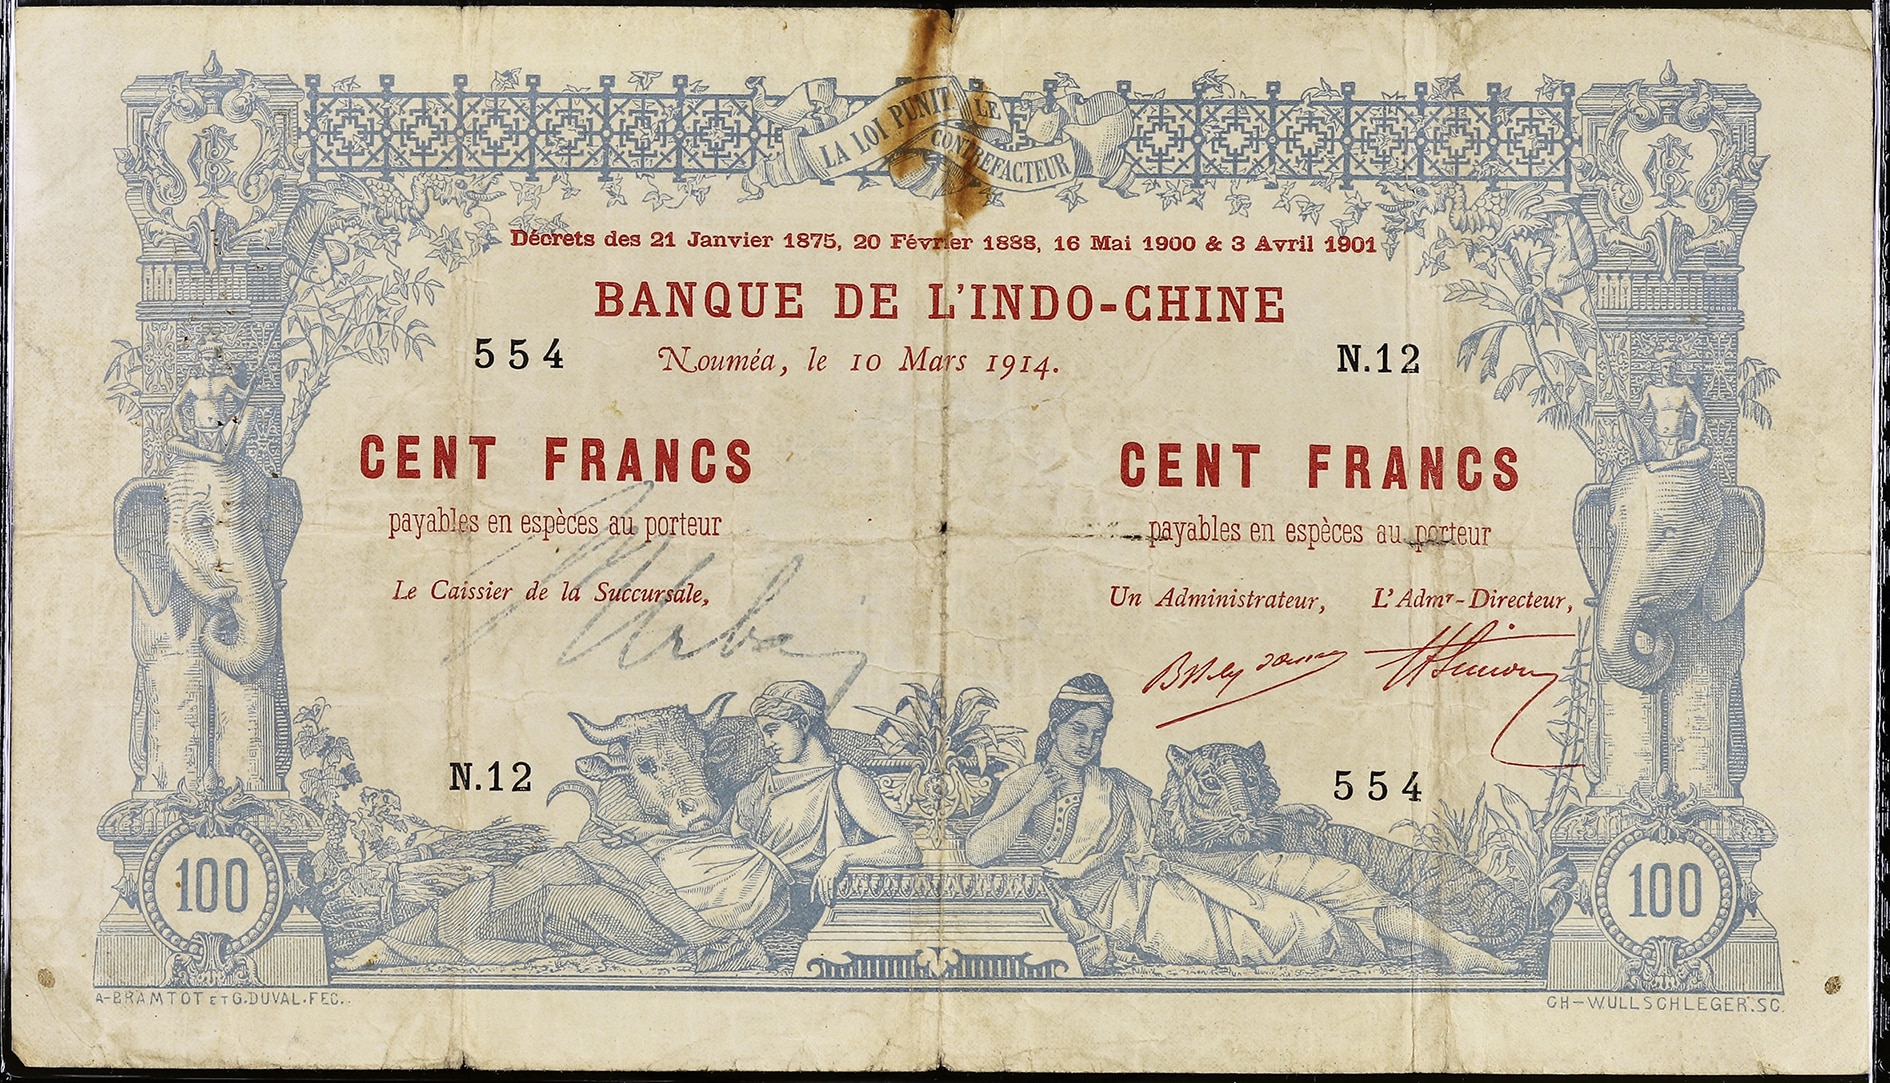 LA LOI PUNIT LE
CONTREFACTEUR
Décrets des 21 Janvier 1875, 20 Février 1888, 16 Mai 1900 & 3 Avril 1901
BANQUE DE L'INDO-CHINE
554 Nouméa, le 10 Mars 1914. N.12
CENT FRANCS CENT FRANCS
payables en espèces au porteur payables en espèces au porteur
Le Caissier de la Succursale, Un Administrateur, L'Admr-Directeur,
N.12 554
100 100
A-BRAMTOT ET G.DUVAL.FEC. CH-WULLSCHLEGER.SC.